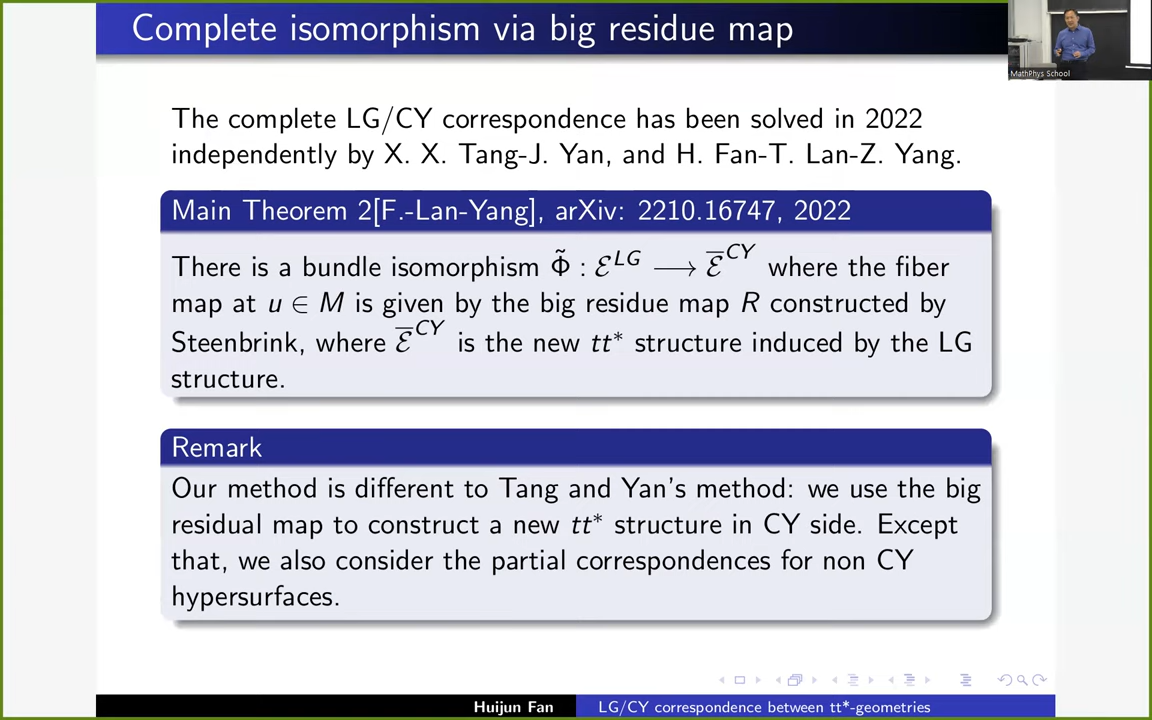 Complete isomorphism via big residue map
MathPhys School
The complete LG/CY correspondence has been solved in 2022
independently by X. X. Tang-J. Yan, and H. Fan-T. Lan-Z. Yang.
Main Theorem 2[F.-Lan-Yang], arXiv: 2210.16747, 2022
There is a bundle isomorphism Φ̃ : ℰ^LG ⟶ ℰ̅^CY where the fiber
map at u ∈ M is given by the big residue map R constructed by
Steenbrink, where ℰ̅^CY is the new tt* structure induced by the LG
structure.
Remark
Our method is different to Tang and Yan's method: we use the big
residual map to construct a new tt* structure in CY side. Except
that, we also consider the partial correspondences for non CY
hypersurfaces.
Huijun Fan
LG/CY correspondence between tt*-geometries